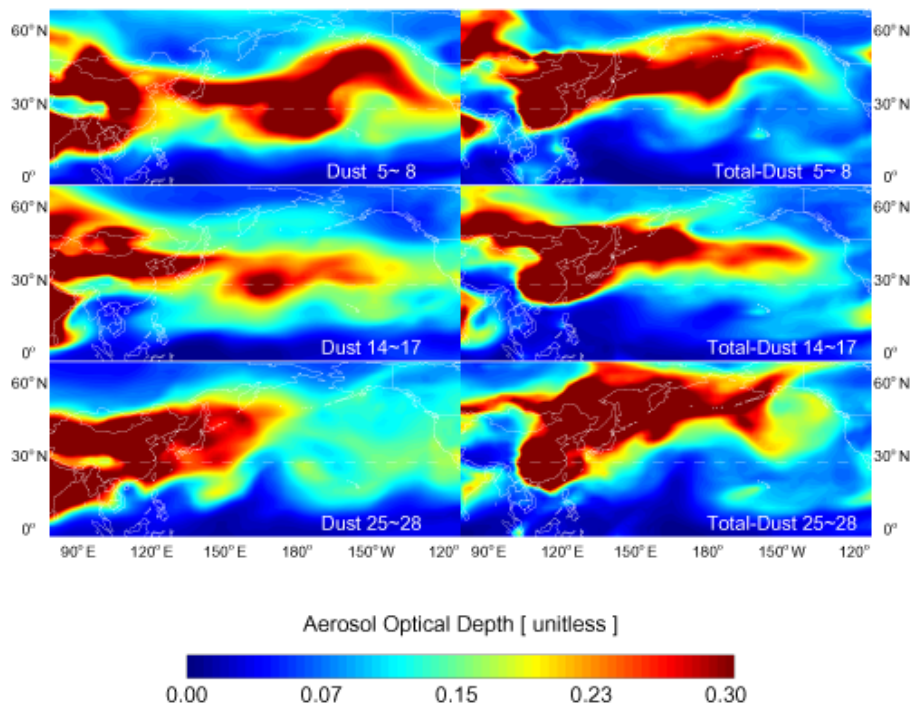 60° N 60° N
30° N 30° N
Dust 5~ 8 Total-Dust 5~ 8
0° 0°
60° N 60° N
30° N 30° N
Dust 14~17 Total-Dust 14~17
0° 0°
60° N 60° N
30° N 30° N
Dust 25~28 Total-Dust 25~28
0° 0°
90° E 120° E 150° E 180° 150° W 120° 90° E 120° E 150° E 180° 150° W 120°
Aerosol Optical Depth [ unitless ]
0.00 0.07 0.15 0.23 0.30